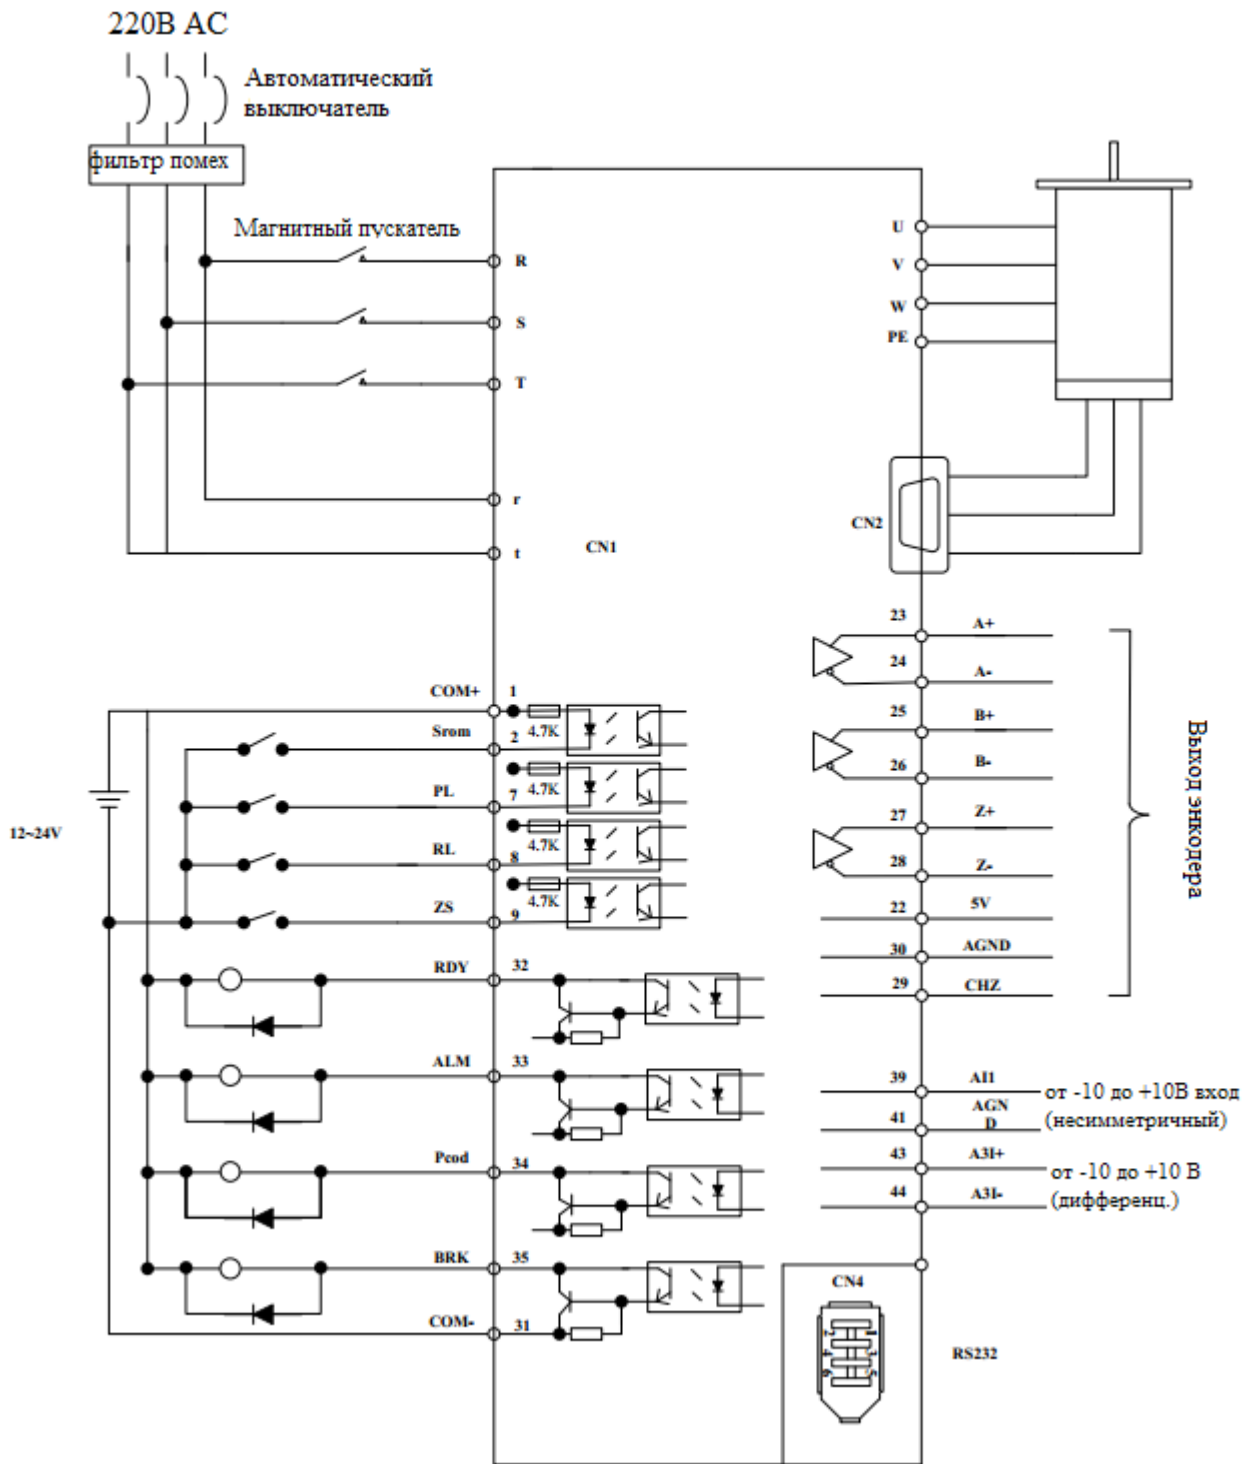 220В АС
Автоматический
выключатель
фильтр помех
Магнитный пускатель
R
S
T
r
t
CN1
U
V
W
PE
CN2
23
A+
24
A-
25
B+
26
B-
27
Z+
28
Z-
22
5V
30
AGND
29
CHZ
Выход энкодера
COM+
1
4.7K
Srom
2
PL
7
4.7K
RL
8
4.7K
ZS
9
4.7K
12~24V
RDY
32
ALM
33
Pcod
34
BRK
35
COM-
31
39
AI1
от -10 до +10В вход
(несимметричный)
41
AGN
D
43
A3I+
от -10 до +10 В
(дифференц.)
44
A3I-
CN4
RS232